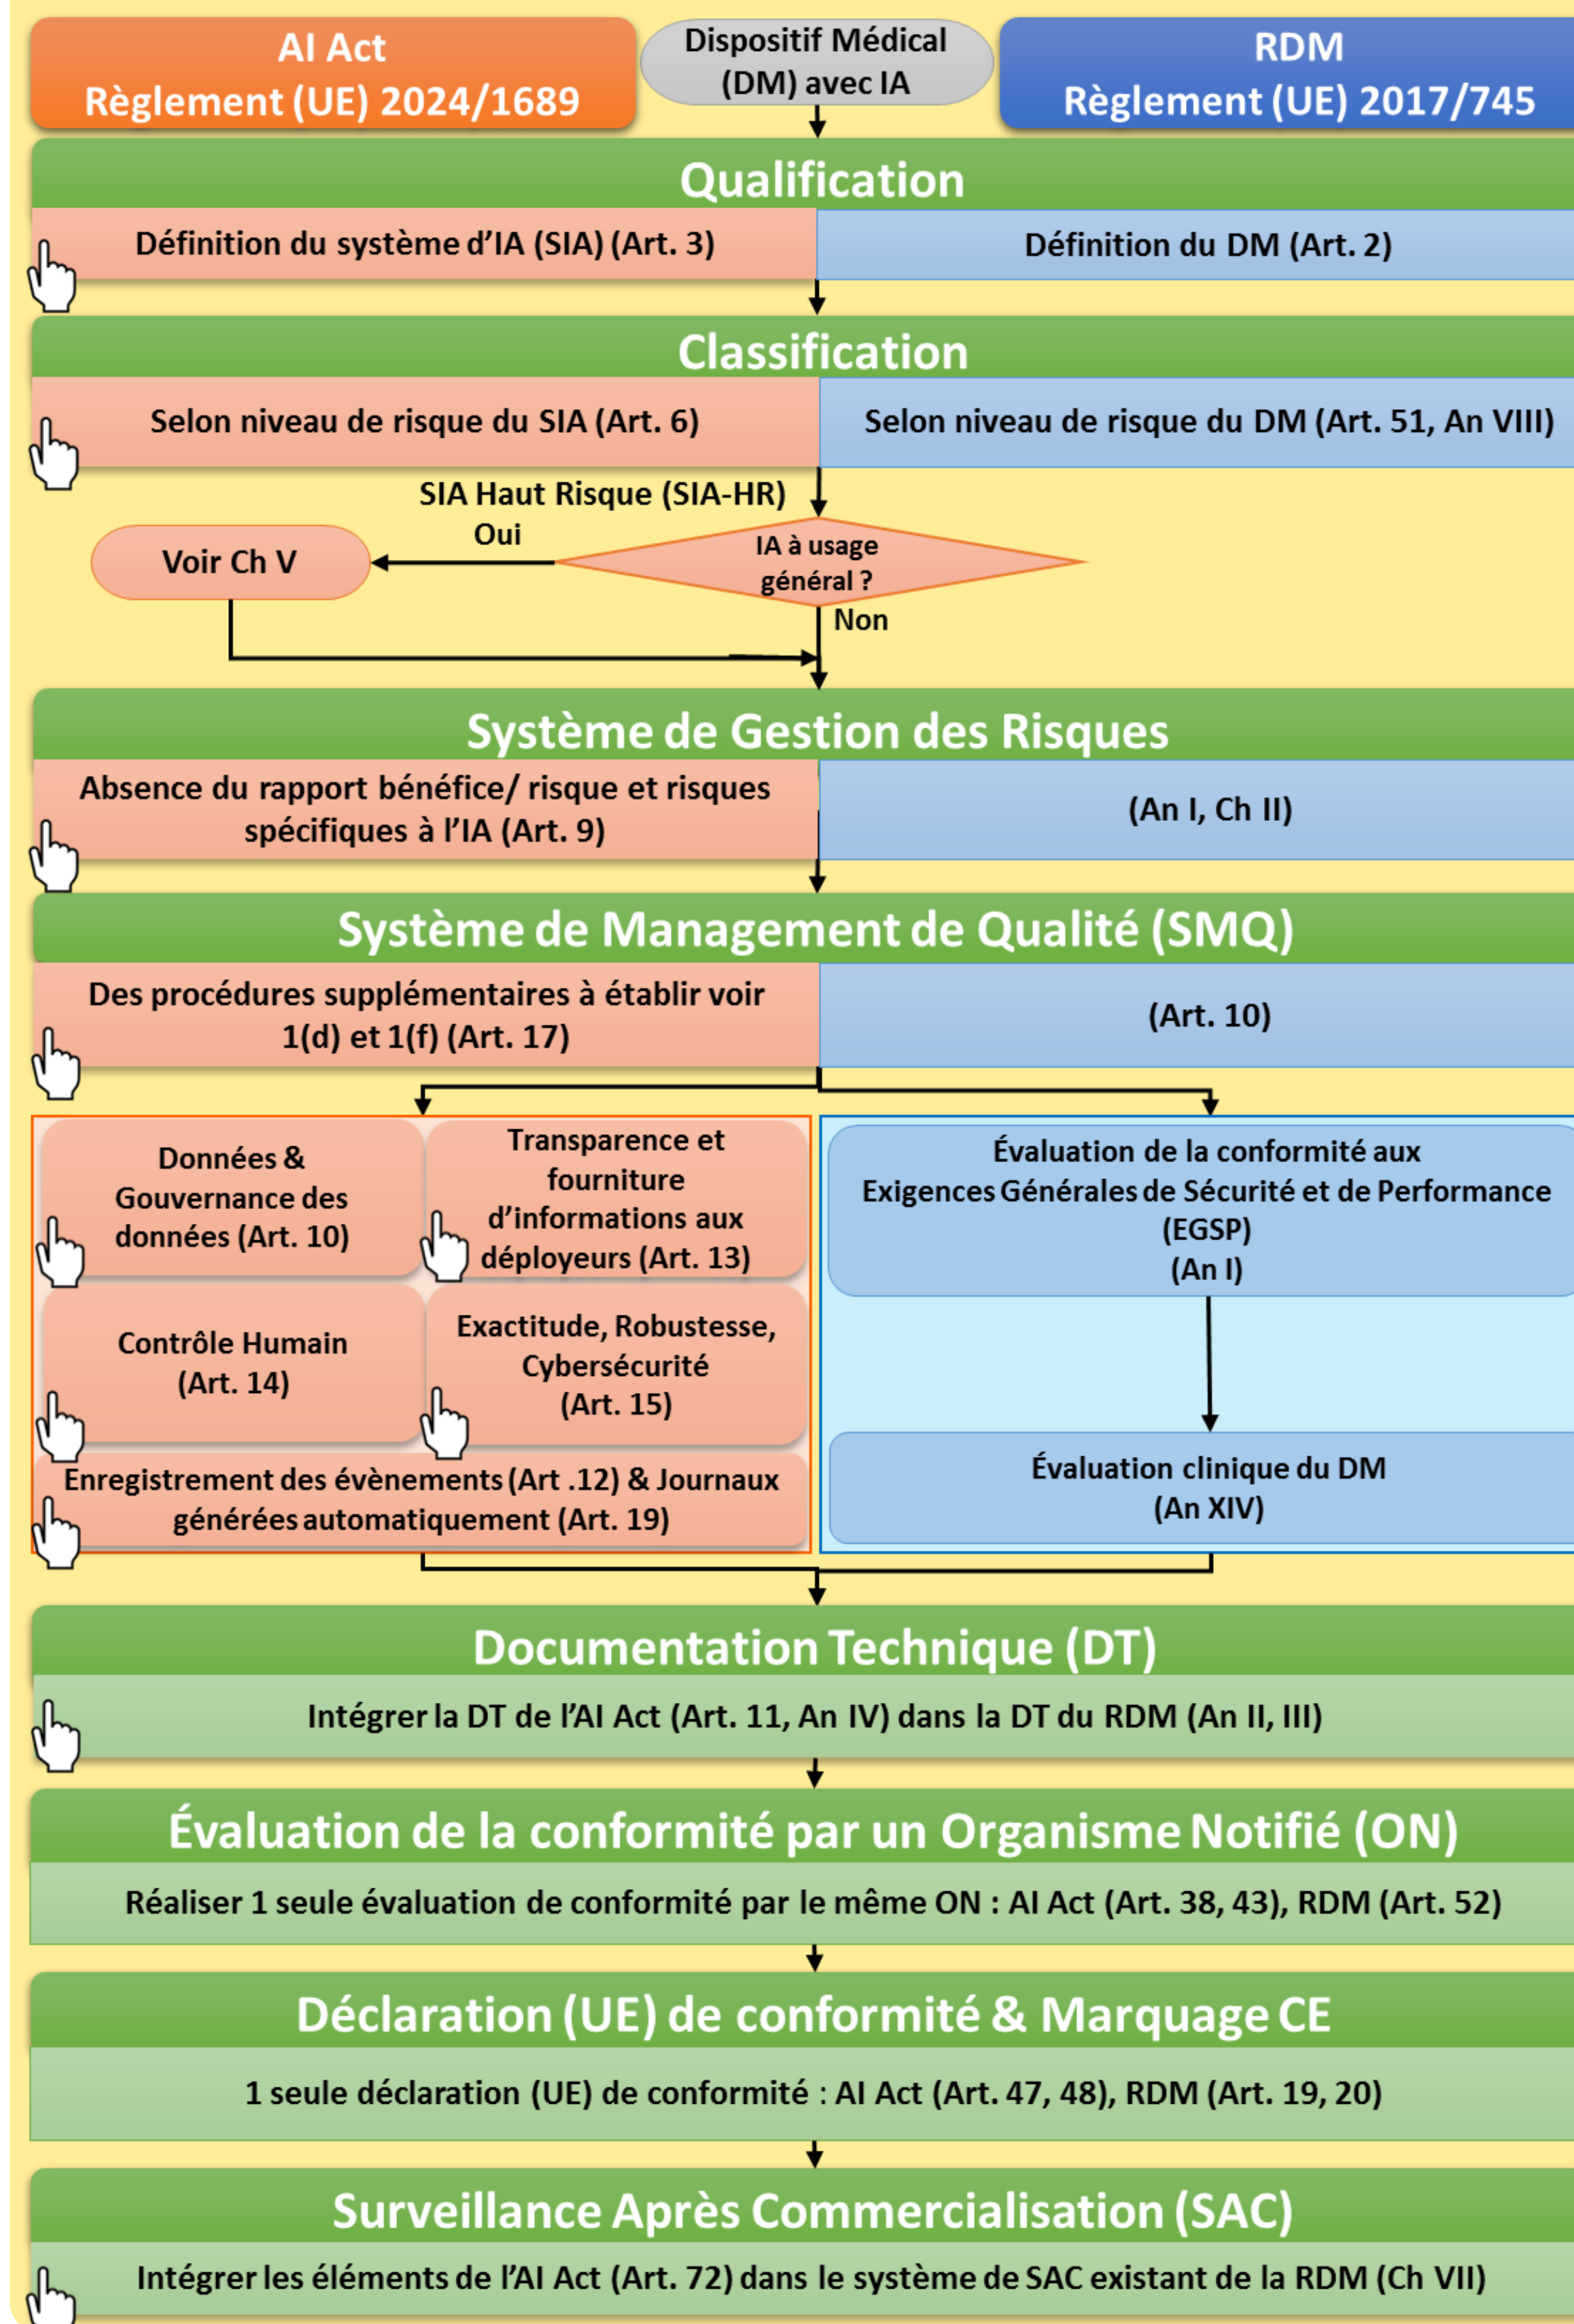 AI Act
Règlement (UE) 2024/1689
Dispositif Médical
(DM) avec IA
RDM
Règlement (UE) 2017/745
Qualification
Définition du système d'IA (SIA) (Art. 3)
Définition du DM (Art. 2)
Classification
Selon niveau de risque du SIA (Art. 6)
Selon niveau de risque du DM (Art. 51, An VIII)
SIA Haut Risque (SIA-HR)
Oui
Voir Ch V
IA à usage
général ?
Non
Système de Gestion des Risques
Absence du rapport bénéfice/ risque et risques
spécifiques à l'IA (Art. 9)
(An I, Ch II)
Système de Management de Qualité (SMQ)
Des procédures supplémentaires à établir voir
1(d) et 1(f) (Art. 17)
(Art. 10)
Données &
Gouvernance des
données (Art. 10)
Transparence et
fourniture
d'informations aux
déployeurs (Art. 13)
Contrôle Humain
(Art. 14)
Exactitude, Robustesse,
Cybersécurité
(Art. 15)
Enregistrement des évènements (Art .12) & Journaux
générées automatiquement (Art. 19)
Évaluation de la conformité aux
Exigences Générales de Sécurité et de Performance
(EGSP)
(An I)
Évaluation clinique du DM
(An XIV)
Documentation Technique (DT)
Intégrer la DT de l'AI Act (Art. 11, An IV) dans la DT du RDM (An II, III)
Évaluation de la conformité par un Organisme Notifié (ON)
Réaliser 1 seule évaluation de conformité par le même ON : AI Act (Art. 38, 43), RDM (Art. 52)
Déclaration (UE) de conformité & Marquage CE
1 seule déclaration (UE) de conformité : AI Act (Art. 47, 48), RDM (Art. 19, 20)
Surveillance Après Commercialisation (SAC)
Intégrer les éléments de l'AI Act (Art. 72) dans le système de SAC existant de la RDM (Ch VII)